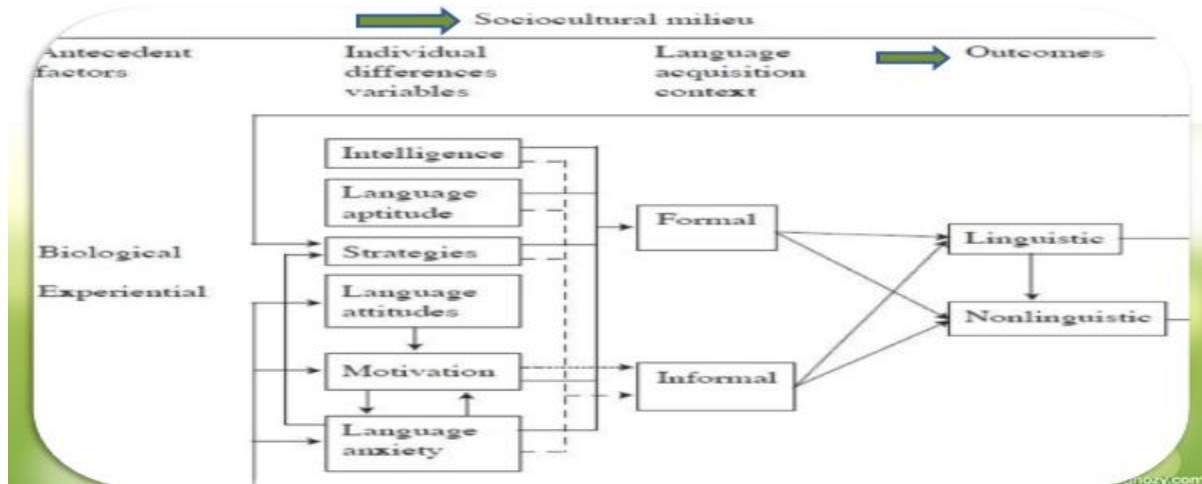 Sociocultural milieu
Antecedent factors
Individual differences variables
Language acquisition context
Outcomes
Intelligence
Language aptitude
Formal
Biological
Strategies
Linguistic
Experiential
Language attitudes
Nonlinguistic
Motivation
Informal
Language anxiety